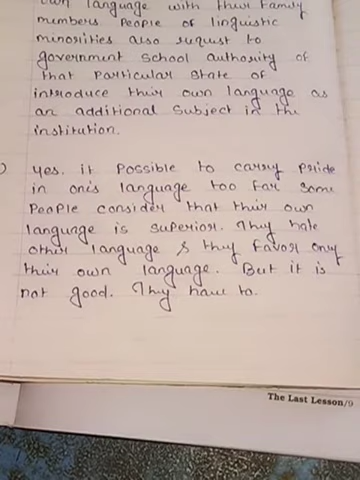 own language with their family
members. People of linguistic
minorities also request to
government school authority of
that particular state of
introduce their own language as
an additional subject in the
institution.
yes. it possible to carry pride
in one's language too far some
People consider that their own
language is superior. They hate
other language & they favor only
their own language. But it is
not good. They have to.
The Last Lesson/9